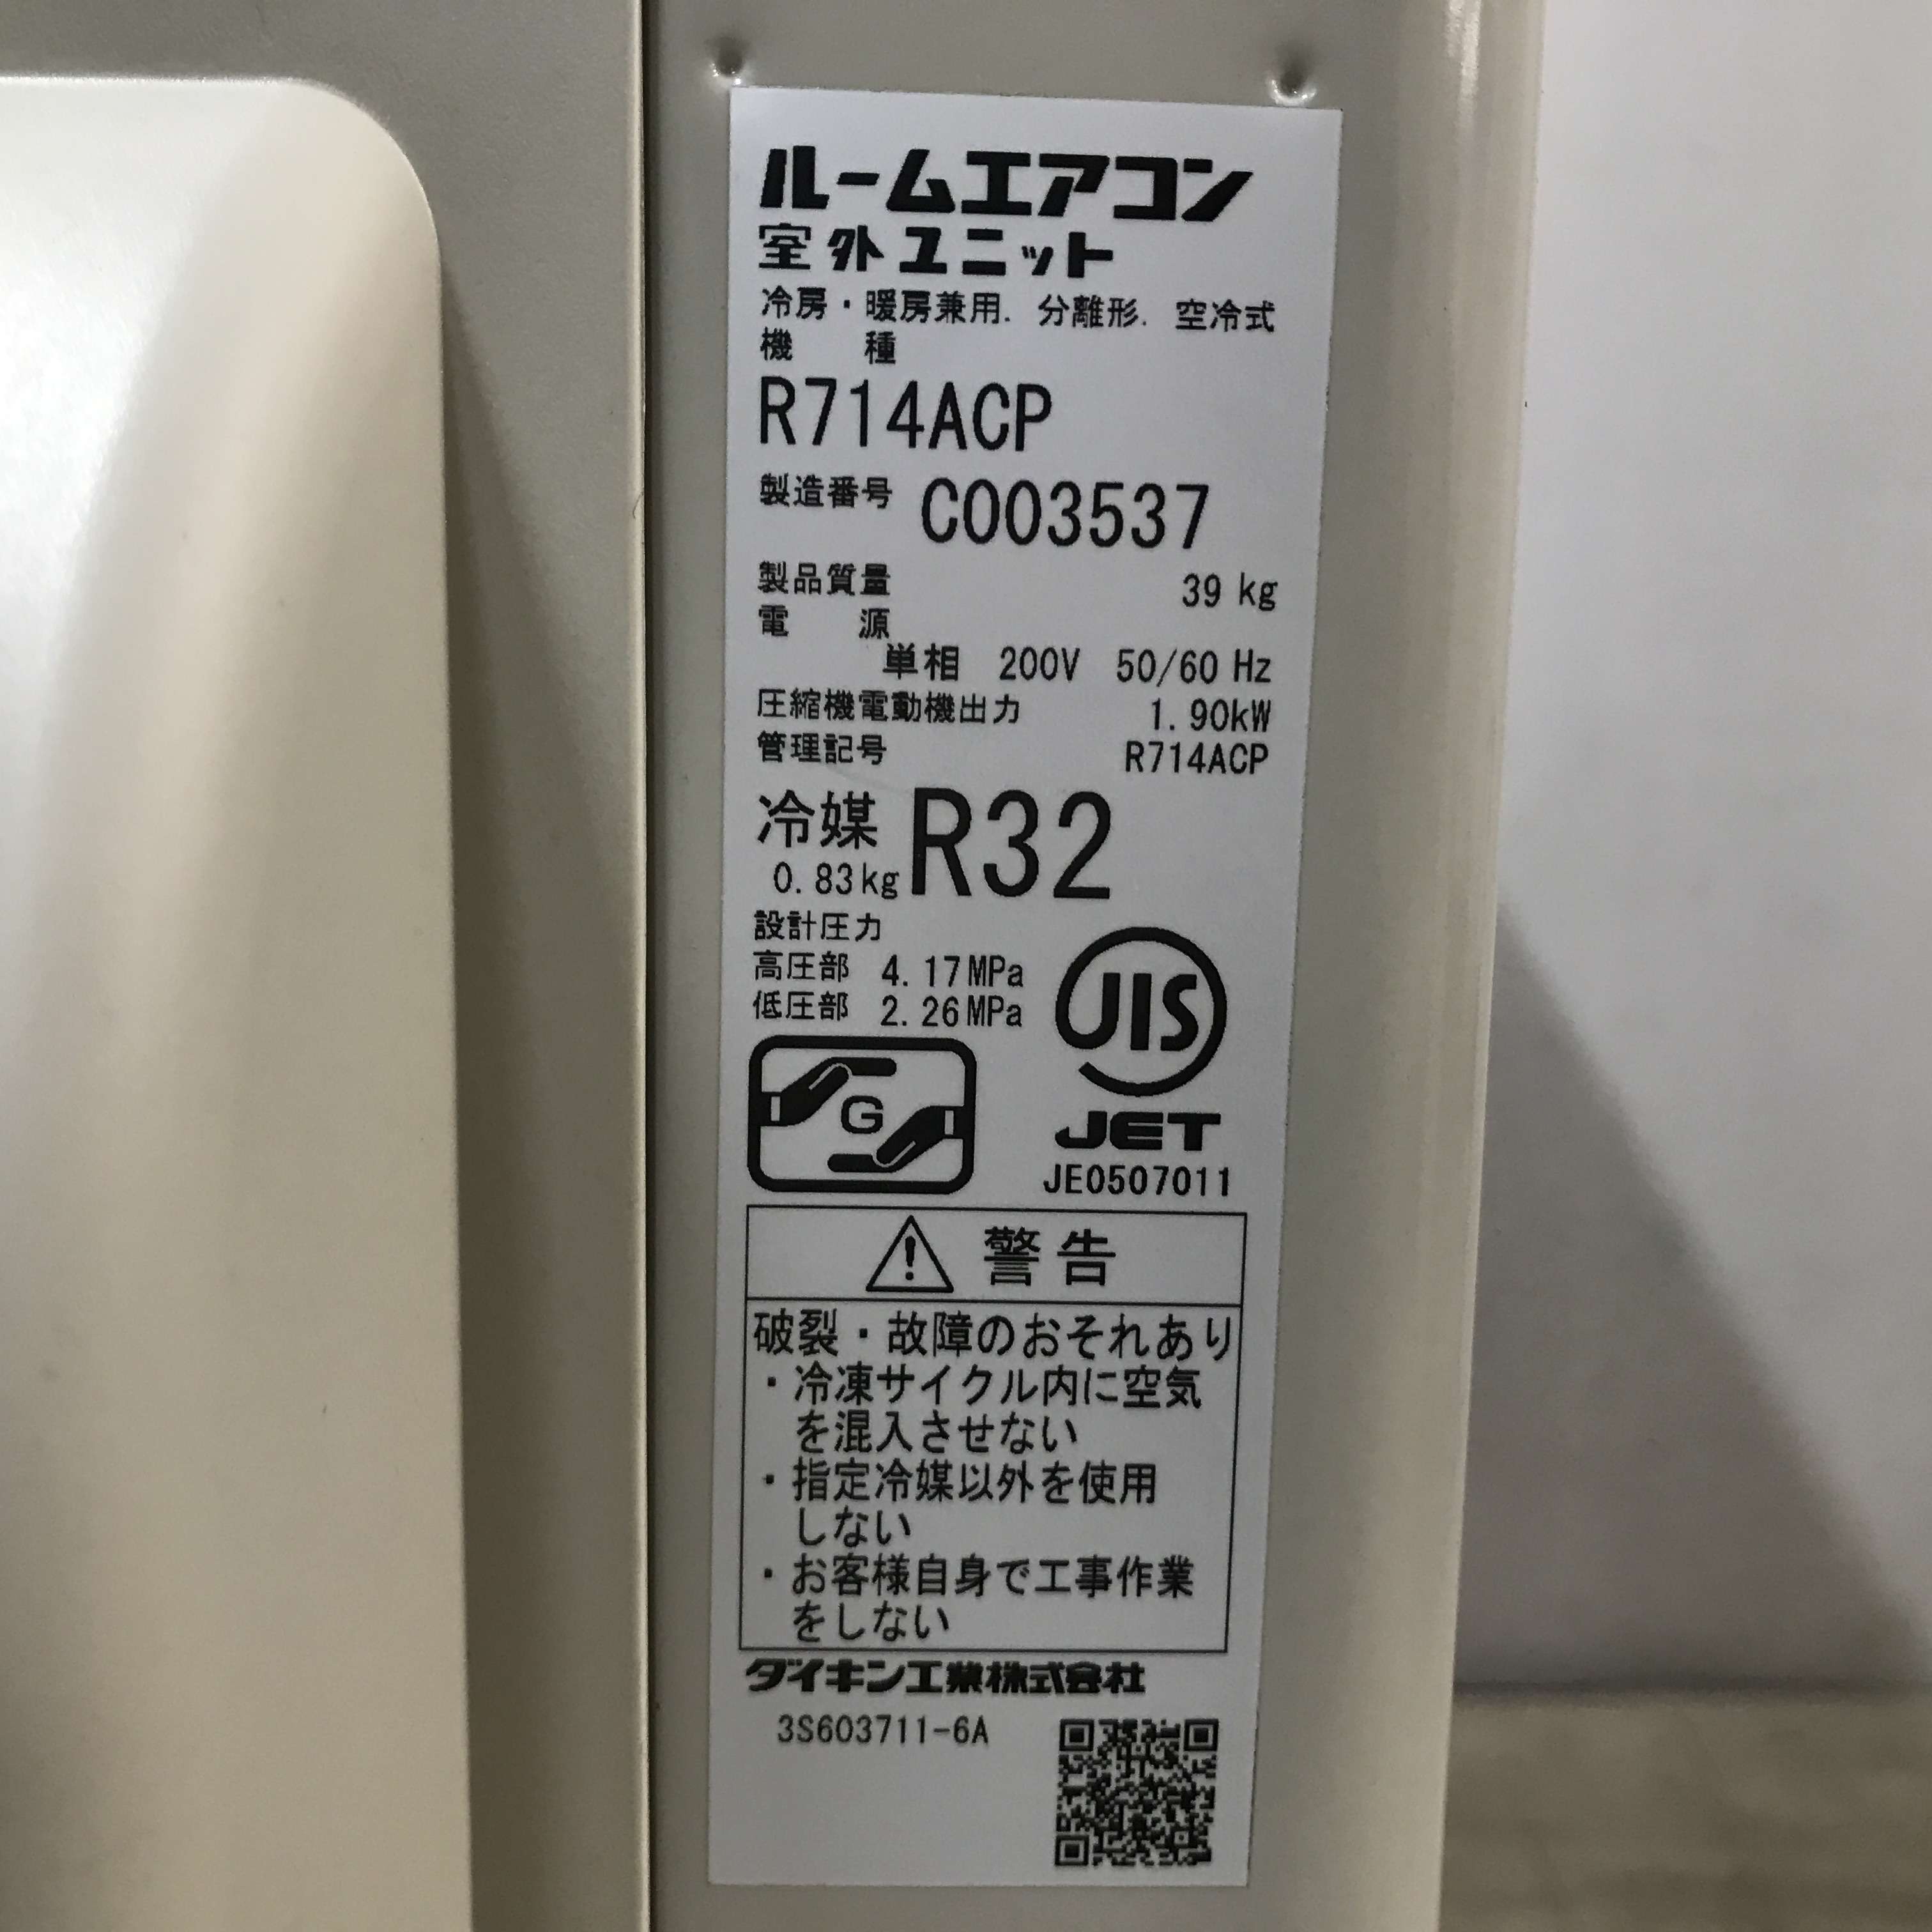 ルームエアコン
室外ユニット
冷房・暖房兼用. 分離形. 空冷式
機 種
R714ACP
製造番号 C003537
製品質量 39 kg
電 源
単相 200V 50/60 Hz
圧縮機電動機出力 1.90kW
管理記号 R714ACP
冷媒 R32
0.83kg
設計圧力
高圧部 4.17MPa
低圧部 2.26MPa
JIS
G
JET
JE0507011
警告
破裂・故障のおそれあり
・冷凍サイクル内に空気
を混入させない
・指定冷媒以外を使用
しない
・お客様自身で工事作業
をしない
ダイキン工業株式会社
3S603711-6A